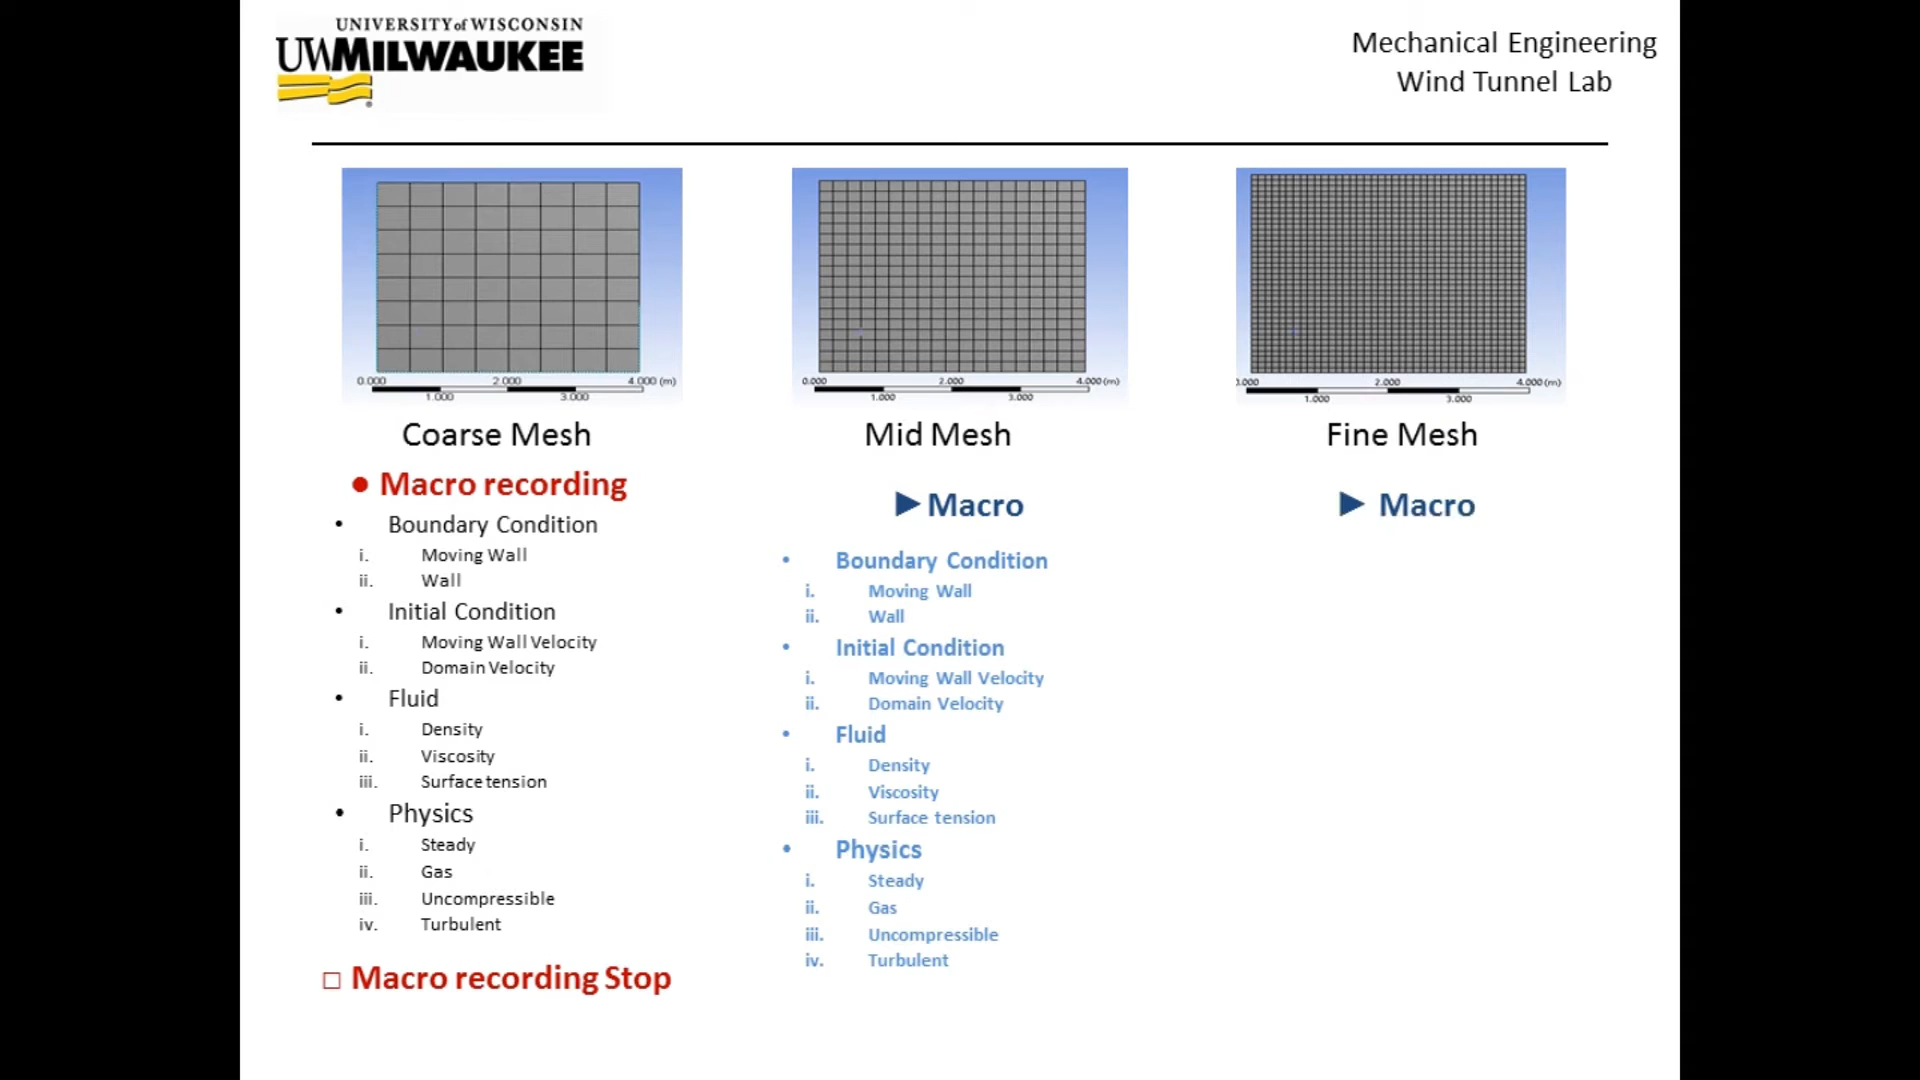 UNIVERSITY of WISCONSIN
UWMILWAUKEE
®
Mechanical Engineering
Wind Tunnel Lab
0.000 2.000 4.000 (m)
1.000 3.000
Coarse Mesh
● Macro recording
• Boundary Condition
i. Moving Wall
ii. Wall
• Initial Condition
i. Moving Wall Velocity
ii. Domain Velocity
• Fluid
i. Density
ii. Viscosity
iii. Surface tension
• Physics
i. Steady
ii. Gas
iii. Uncompressible
iv. Turbulent
□ Macro recording Stop
0.000 2.000 4.000 (m)
1.000 3.000
Mid Mesh
► Macro
• Boundary Condition
i. Moving Wall
ii. Wall
• Initial Condition
i. Moving Wall Velocity
ii. Domain Velocity
• Fluid
i. Density
ii. Viscosity
iii. Surface tension
• Physics
i. Steady
ii. Gas
iii. Uncompressible
iv. Turbulent
0.000 2.000 4.000 (m)
1.000 3.000
Fine Mesh
► Macro